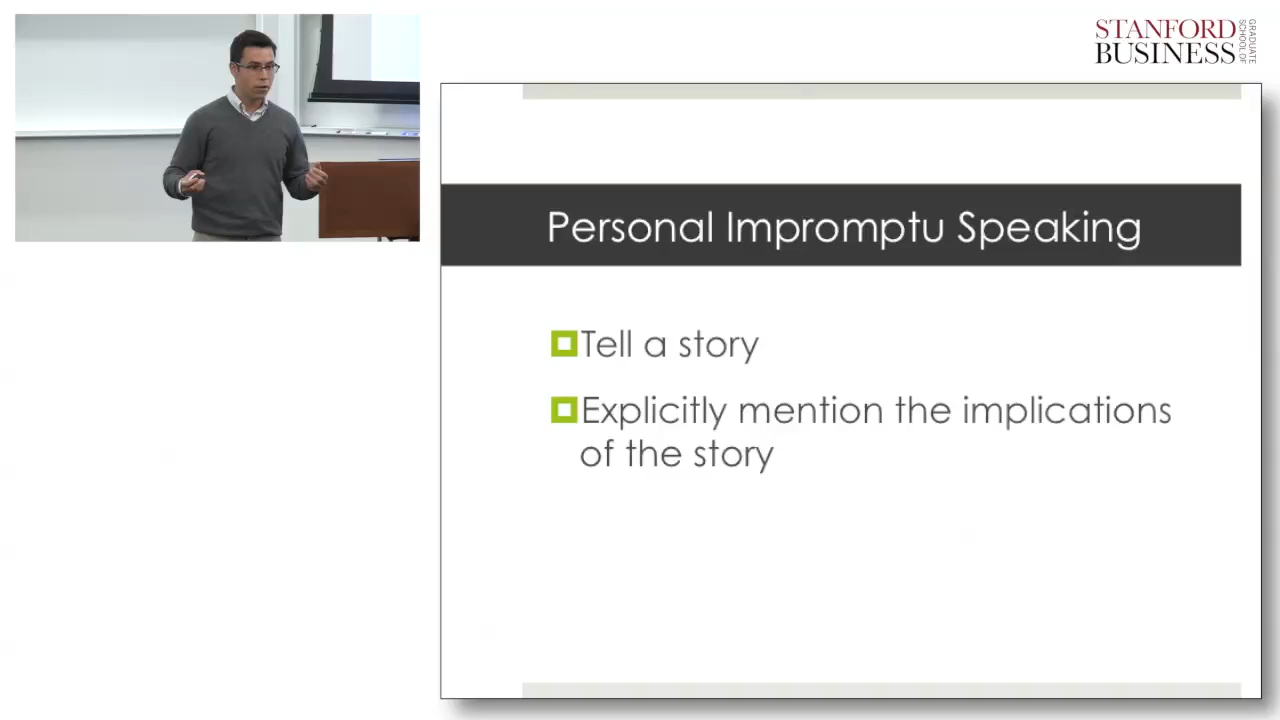 STANFORD
BUSINESS
GRADUATE
SCHOOL OF
Personal Impromptu Speaking
Tell a story
Explicitly mention the implications
of the story